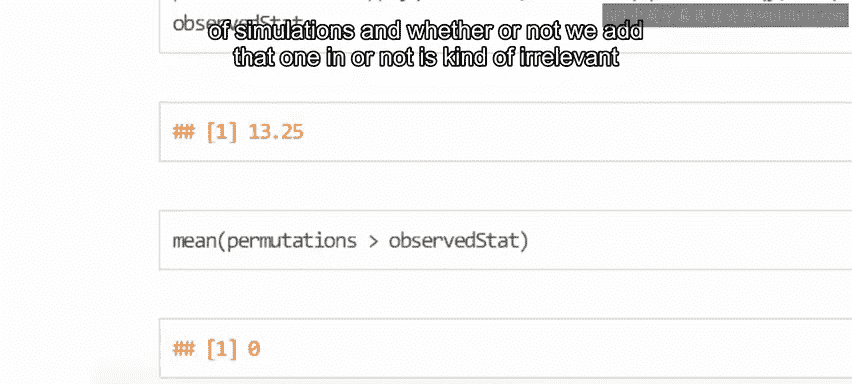 observedStat
of simulations and whether or not we add
that one in or not is kind of irrelevant
## [1] 13.25
mean(permutations > observedStat)
## [1] 0